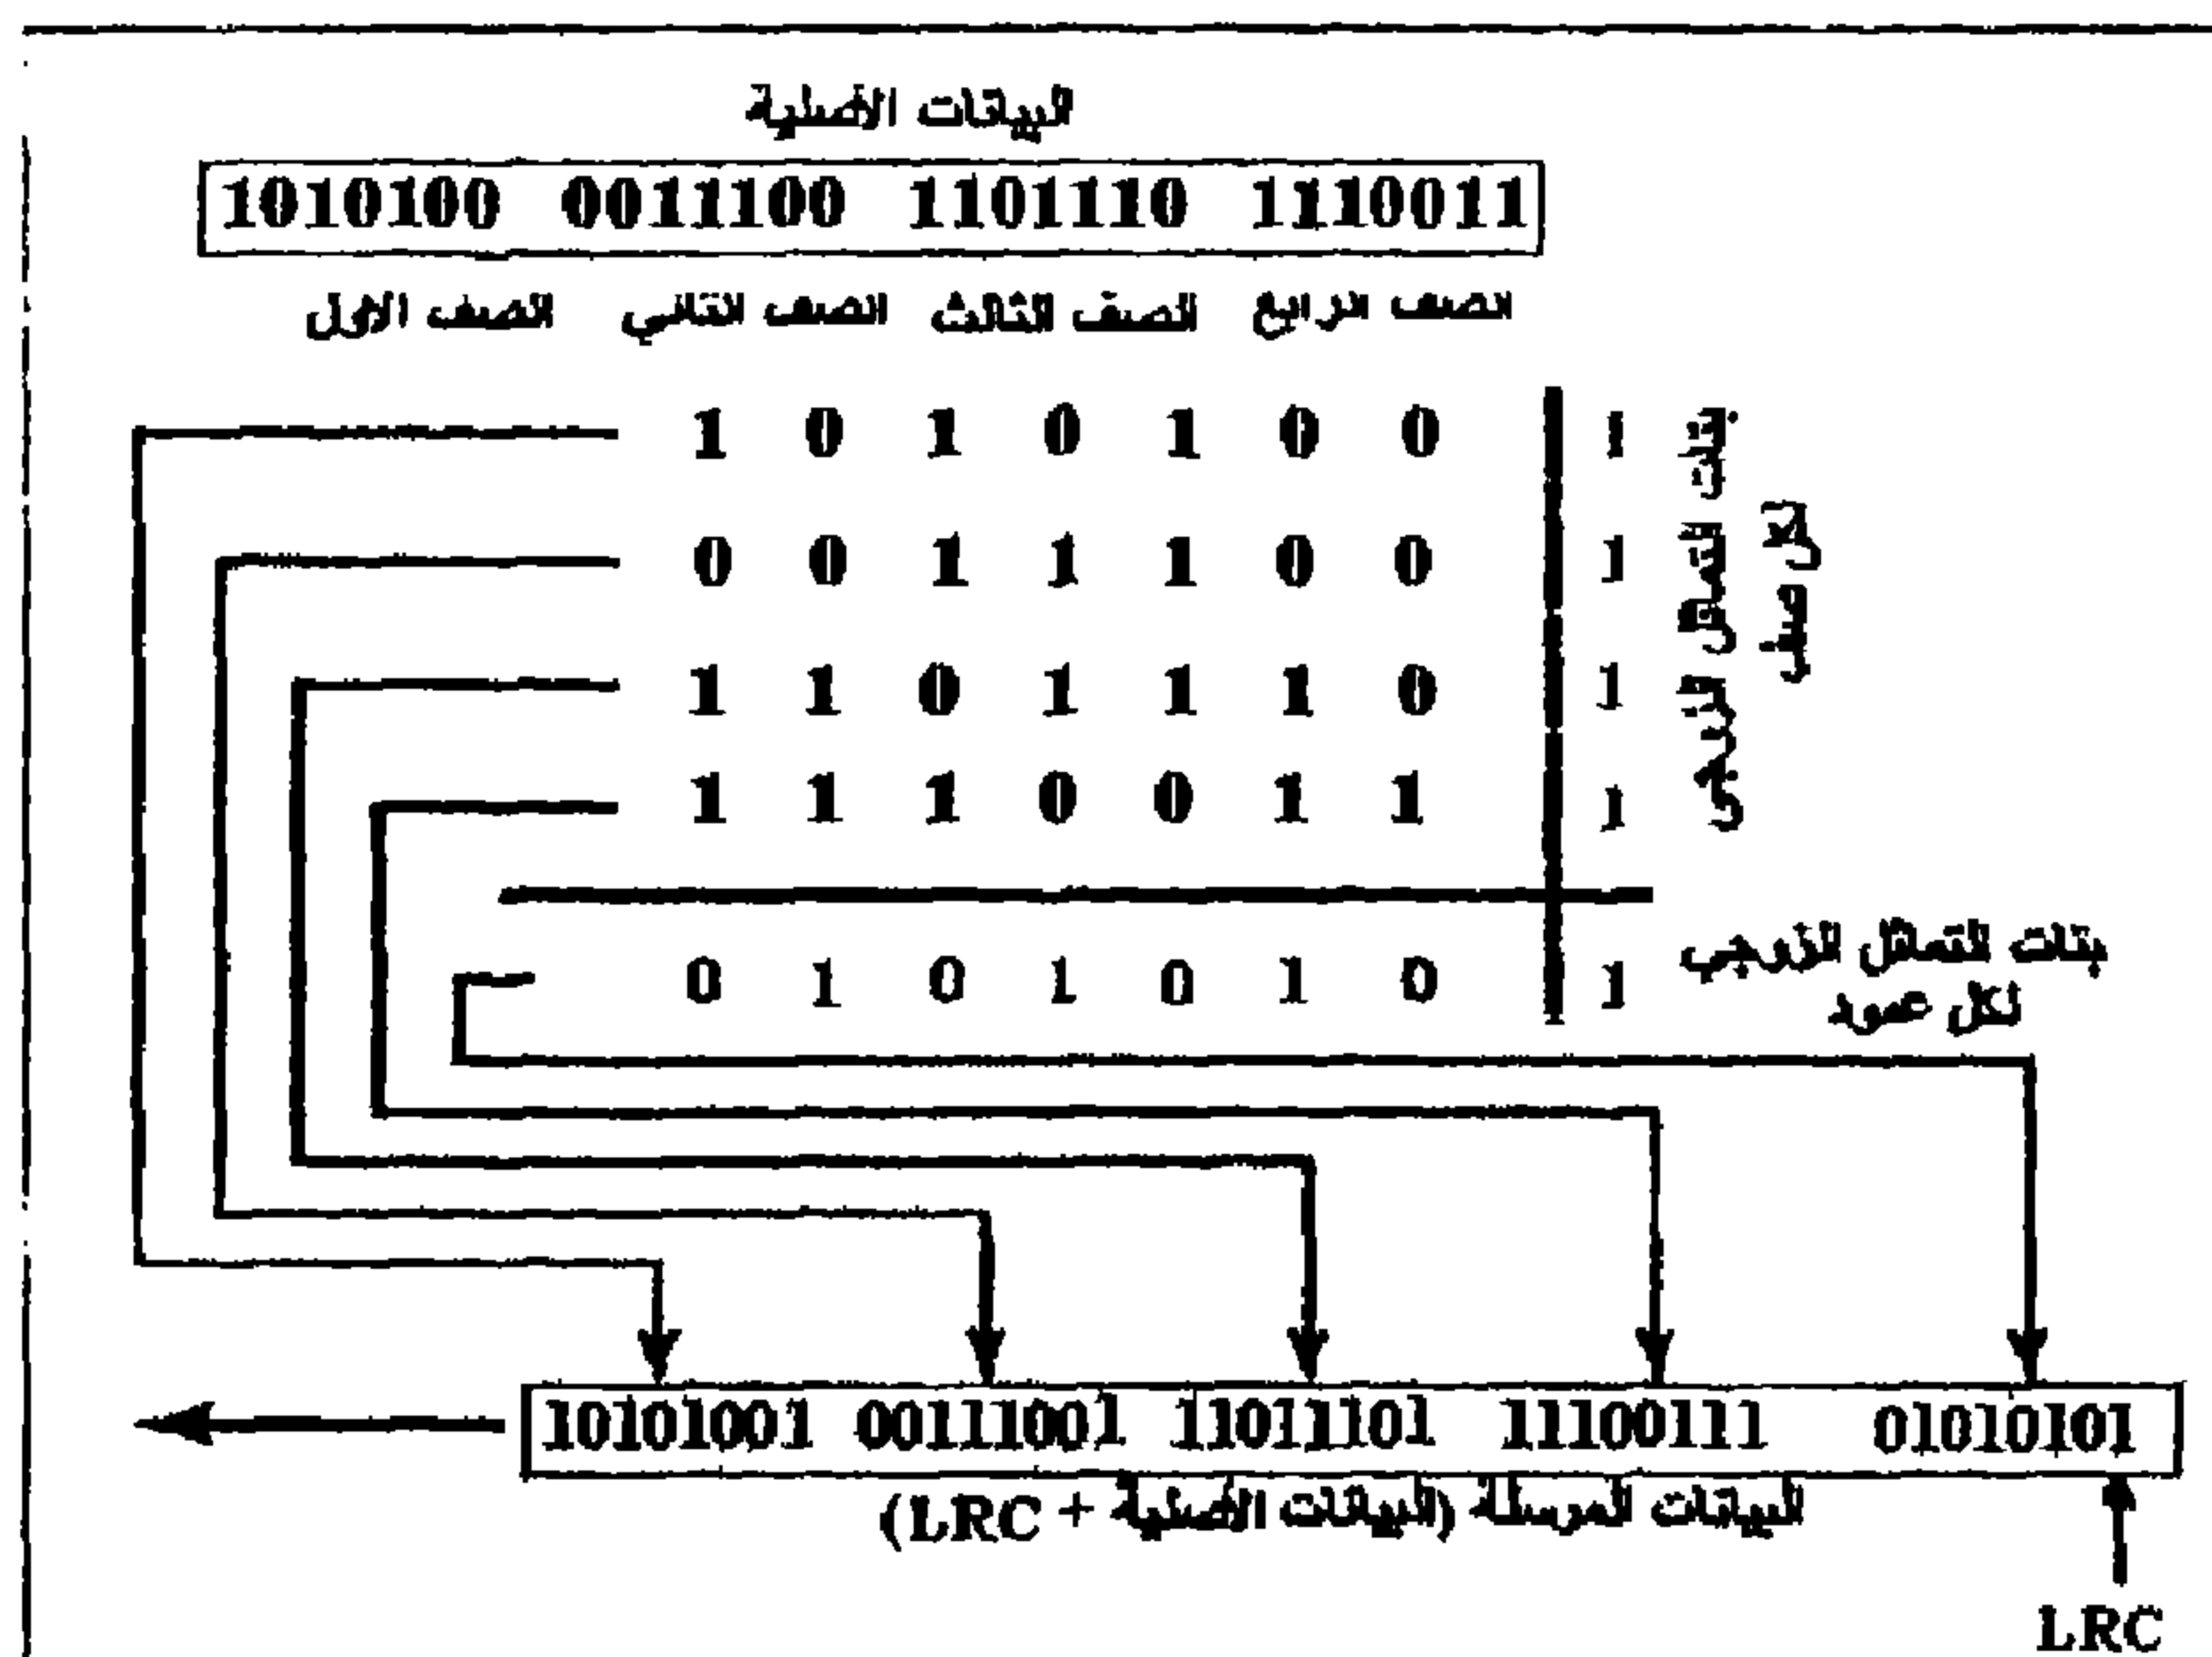 البيانات الأصلية
1010100 0011100 1101110 1110011
الصف الاول الصف الثاني الصف الثالث الصف الرابع
1 0 1 0 1 0 0 1
0 0 1 1 1 0 0 1
1 1 0 1 1 1 0 1
1 1 1 0 0 1 1 1
0 1 0 1 0 1 0 1
بتات التماثل الزوجي
لكل صف
بتات التماثل الزوجي
لكل عمود
10101001 00111001 11011101 11100111 01010101
البيانات المرسلة (البيانات الأصلية + LRC)
LRC